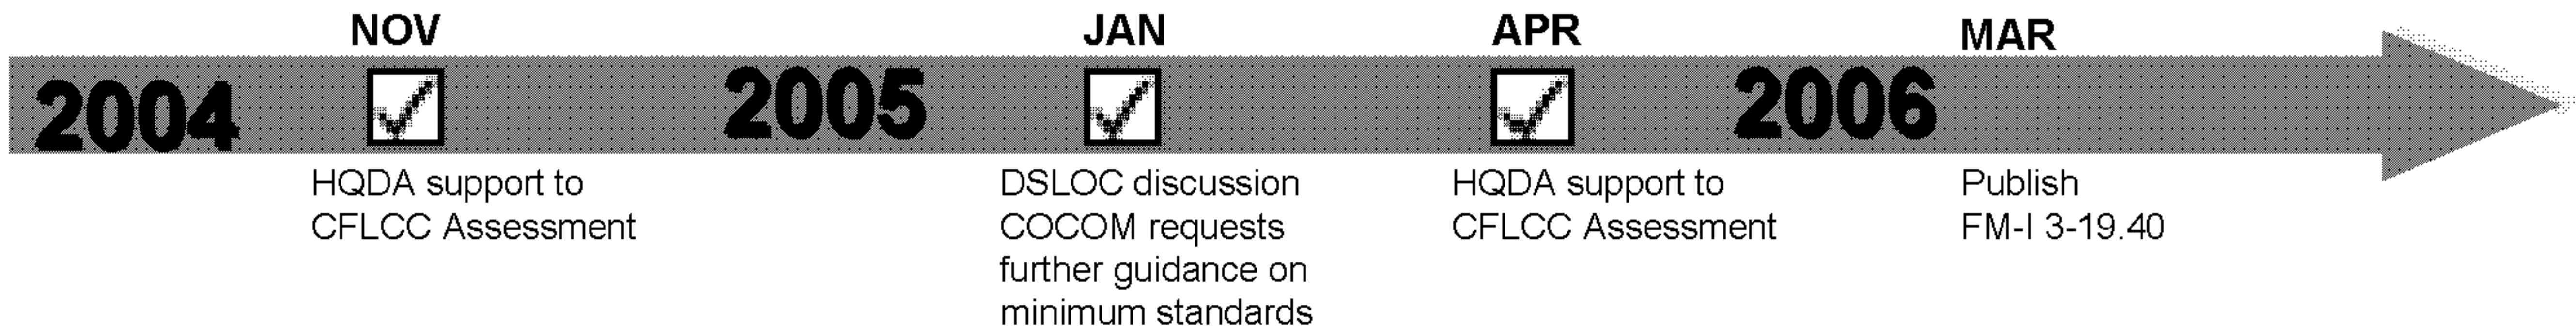 NOV JAN APR MAR
2004 2005 2006
HQDA support to
CFLCC Assessment
DSLOC discussion
COCOM requests
further guidance on
minimum standards
HQDA support to
CFLCC Assessment
Publish
FM-I 3-19.40